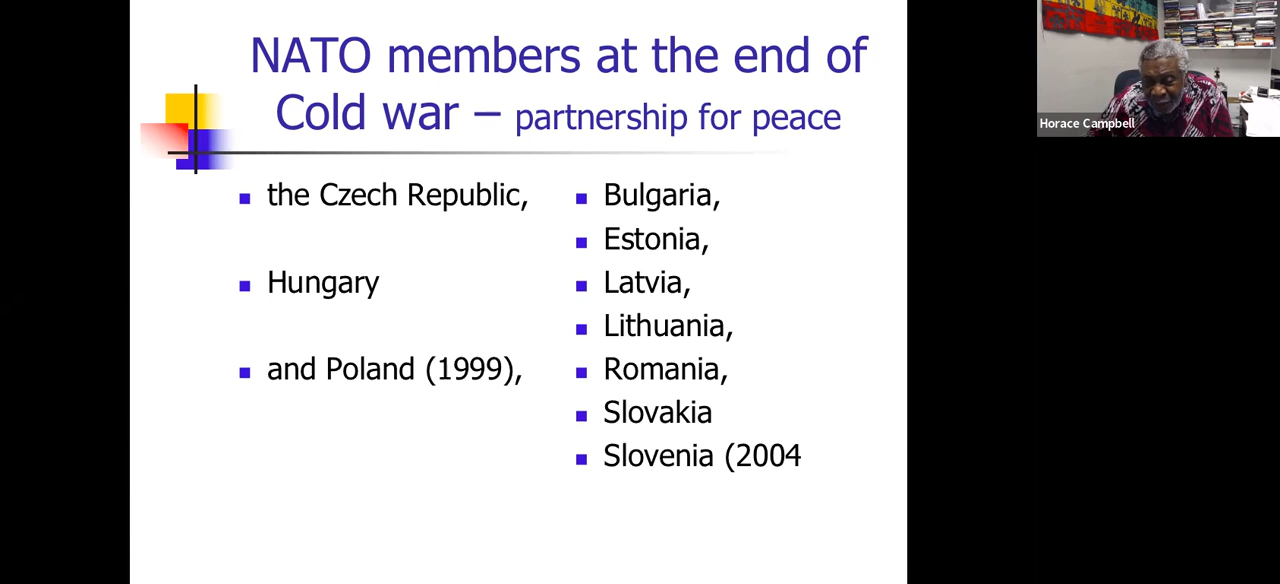 NATO members at the end of
Cold war – partnership for peace
the Czech Republic,
Hungary
and Poland (1999),
Bulgaria,
Estonia,
Latvia,
Lithuania,
Romania,
Slovakia
Slovenia (2004
Horace Campbell